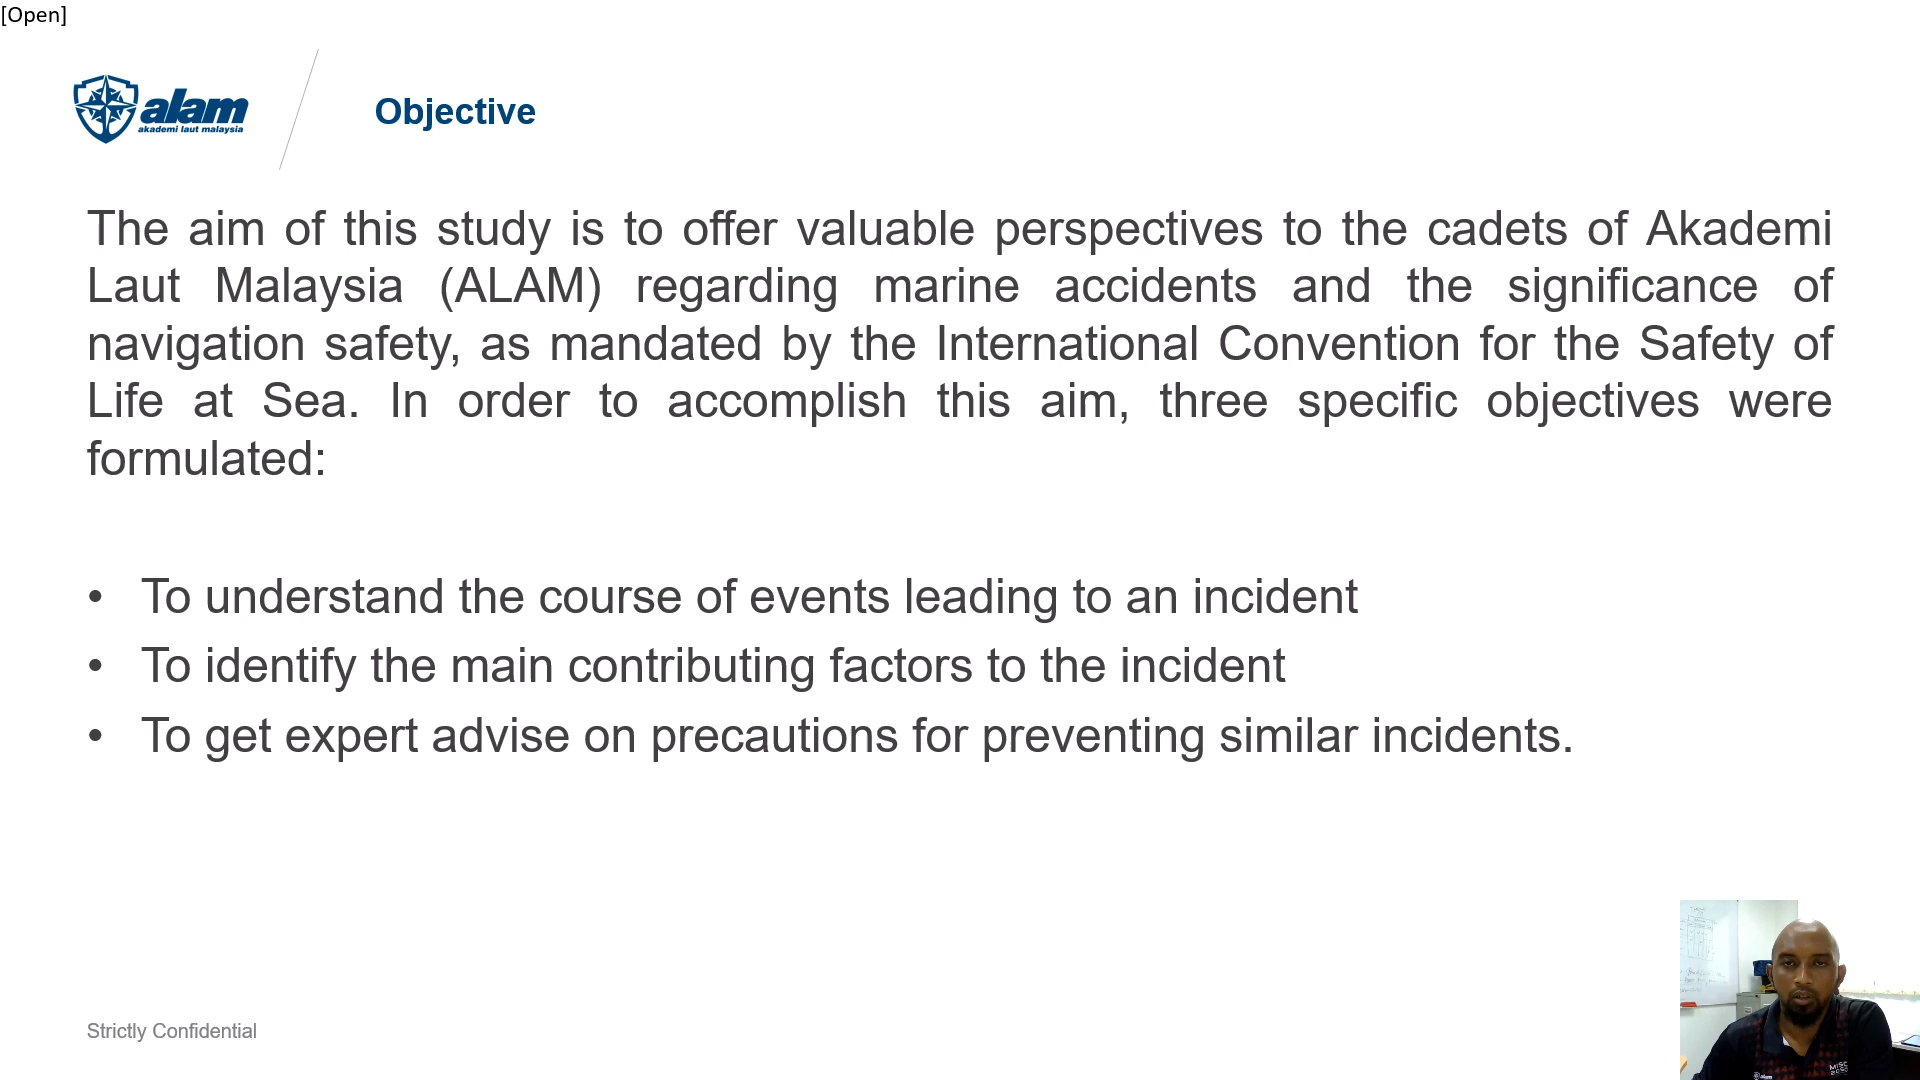 [Open]
alam
akademi laut malaysia
Objective
The aim of this study is to offer valuable perspectives to the cadets of Akademi
Laut Malaysia (ALAM) regarding marine accidents and the significance of
navigation safety, as mandated by the International Convention for the Safety of
Life at Sea. In order to accomplish this aim, three specific objectives were
formulated:
• To understand the course of events leading to an incident
• To identify the main contributing factors to the incident
• To get expert advise on precautions for preventing similar incidents.
Strictly Confidential
MISC
alam